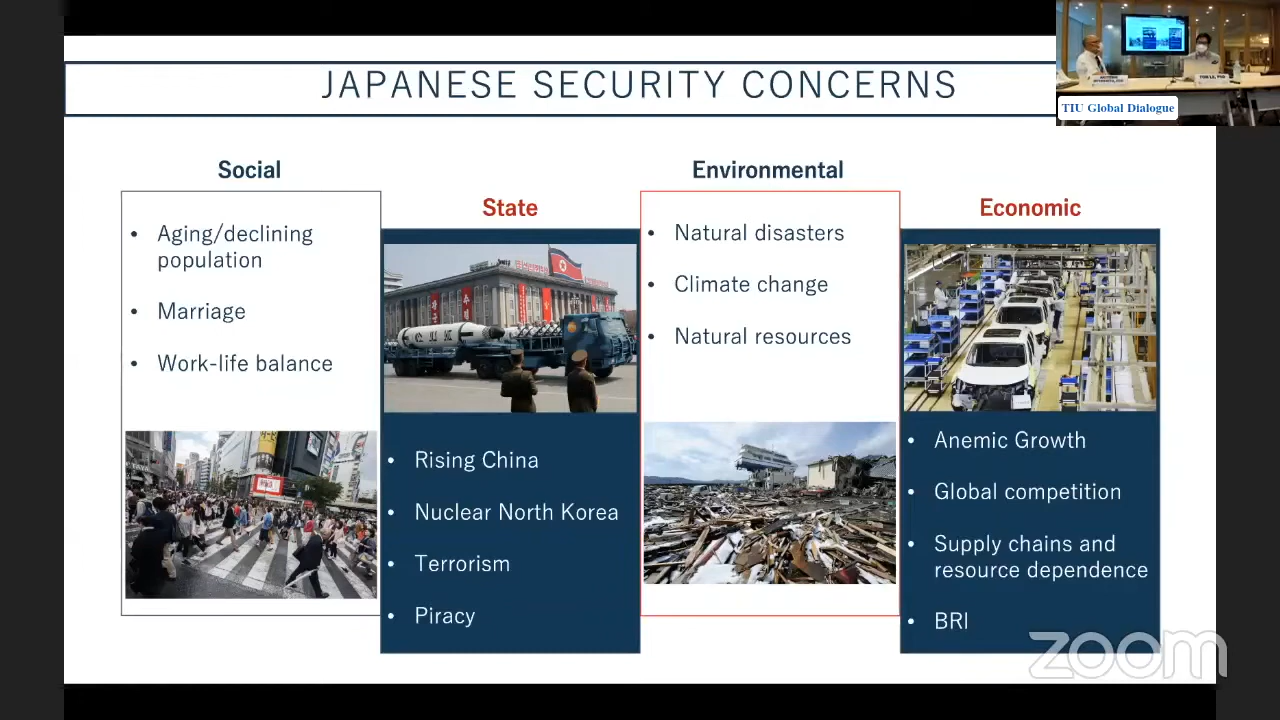 JAPANESE SECURITY CONCERNS
TIU Global Dialogue
Social
• Aging/declining
population
• Marriage
• Work-life balance
State
• Rising China
• Nuclear North Korea
• Terrorism
• Piracy
Environmental
• Natural disasters
• Climate change
• Natural resources
Economic
• Anemic Growth
• Global competition
• Supply chains and
resource dependence
• BRI
zoom